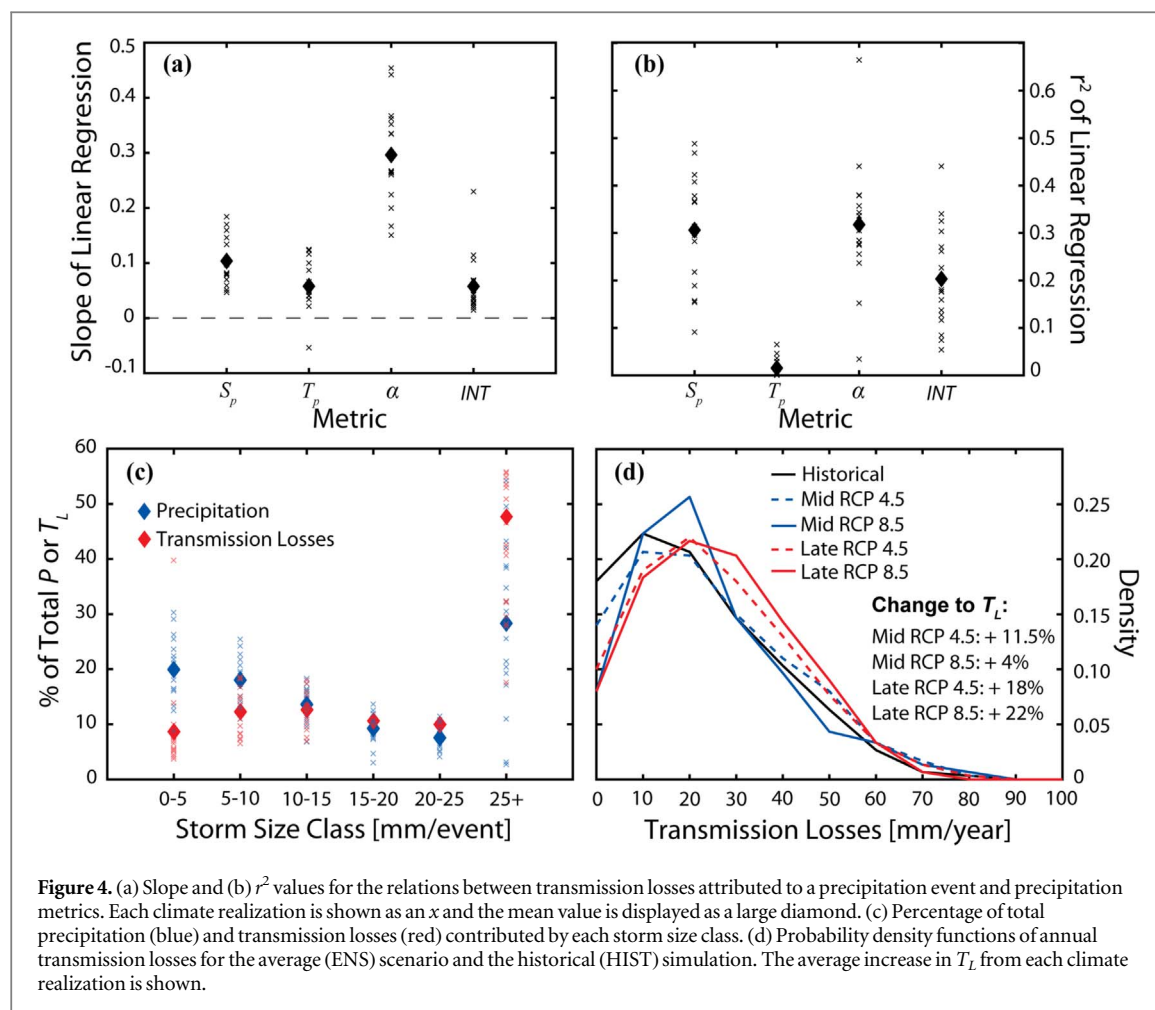 (a)
Slope of Linear Regression
0.5
0.4
0.3
0.2
0.1
0
-0.1
S_p
T_p
α
INT
Metric
(b)
r² of Linear Regression
0.6
0.5
0.4
0.3
0.2
0.1
0
S_p
T_p
α
INT
Metric
(c)
% of Total P or T_L
60
50
40
30
20
10
0
Precipitation
Transmission Losses
0-5
5-10
10-15
15-20
20-25
25+
Storm Size Class [mm/event]
(d)
Historical
Mid RCP 4.5
Mid RCP 8.5
Late RCP 4.5
Late RCP 8.5
Change to T_L:
Mid RCP 4.5: + 11.5%
Mid RCP 8.5: + 4%
Late RCP 4.5: + 18%
Late RCP 8.5: + 22%
0.25
0.20
0.15
0.10
0.05
0
Density
0
10
20
30
40
50
60
70
80
90
100
Transmission Losses [mm/year]
Figure 4. (a) Slope and (b) r² values for the relations between transmission losses attributed to a precipitation event and precipitation
metrics. Each climate realization is shown as an x and the mean value is displayed as a large diamond. (c) Percentage of total
precipitation (blue) and transmission losses (red) contributed by each storm size class. (d) Probability density functions of annual
transmission losses for the average (ENS) scenario and the historical (HIST) simulation. The average increase in T_L from each climate
realization is shown.